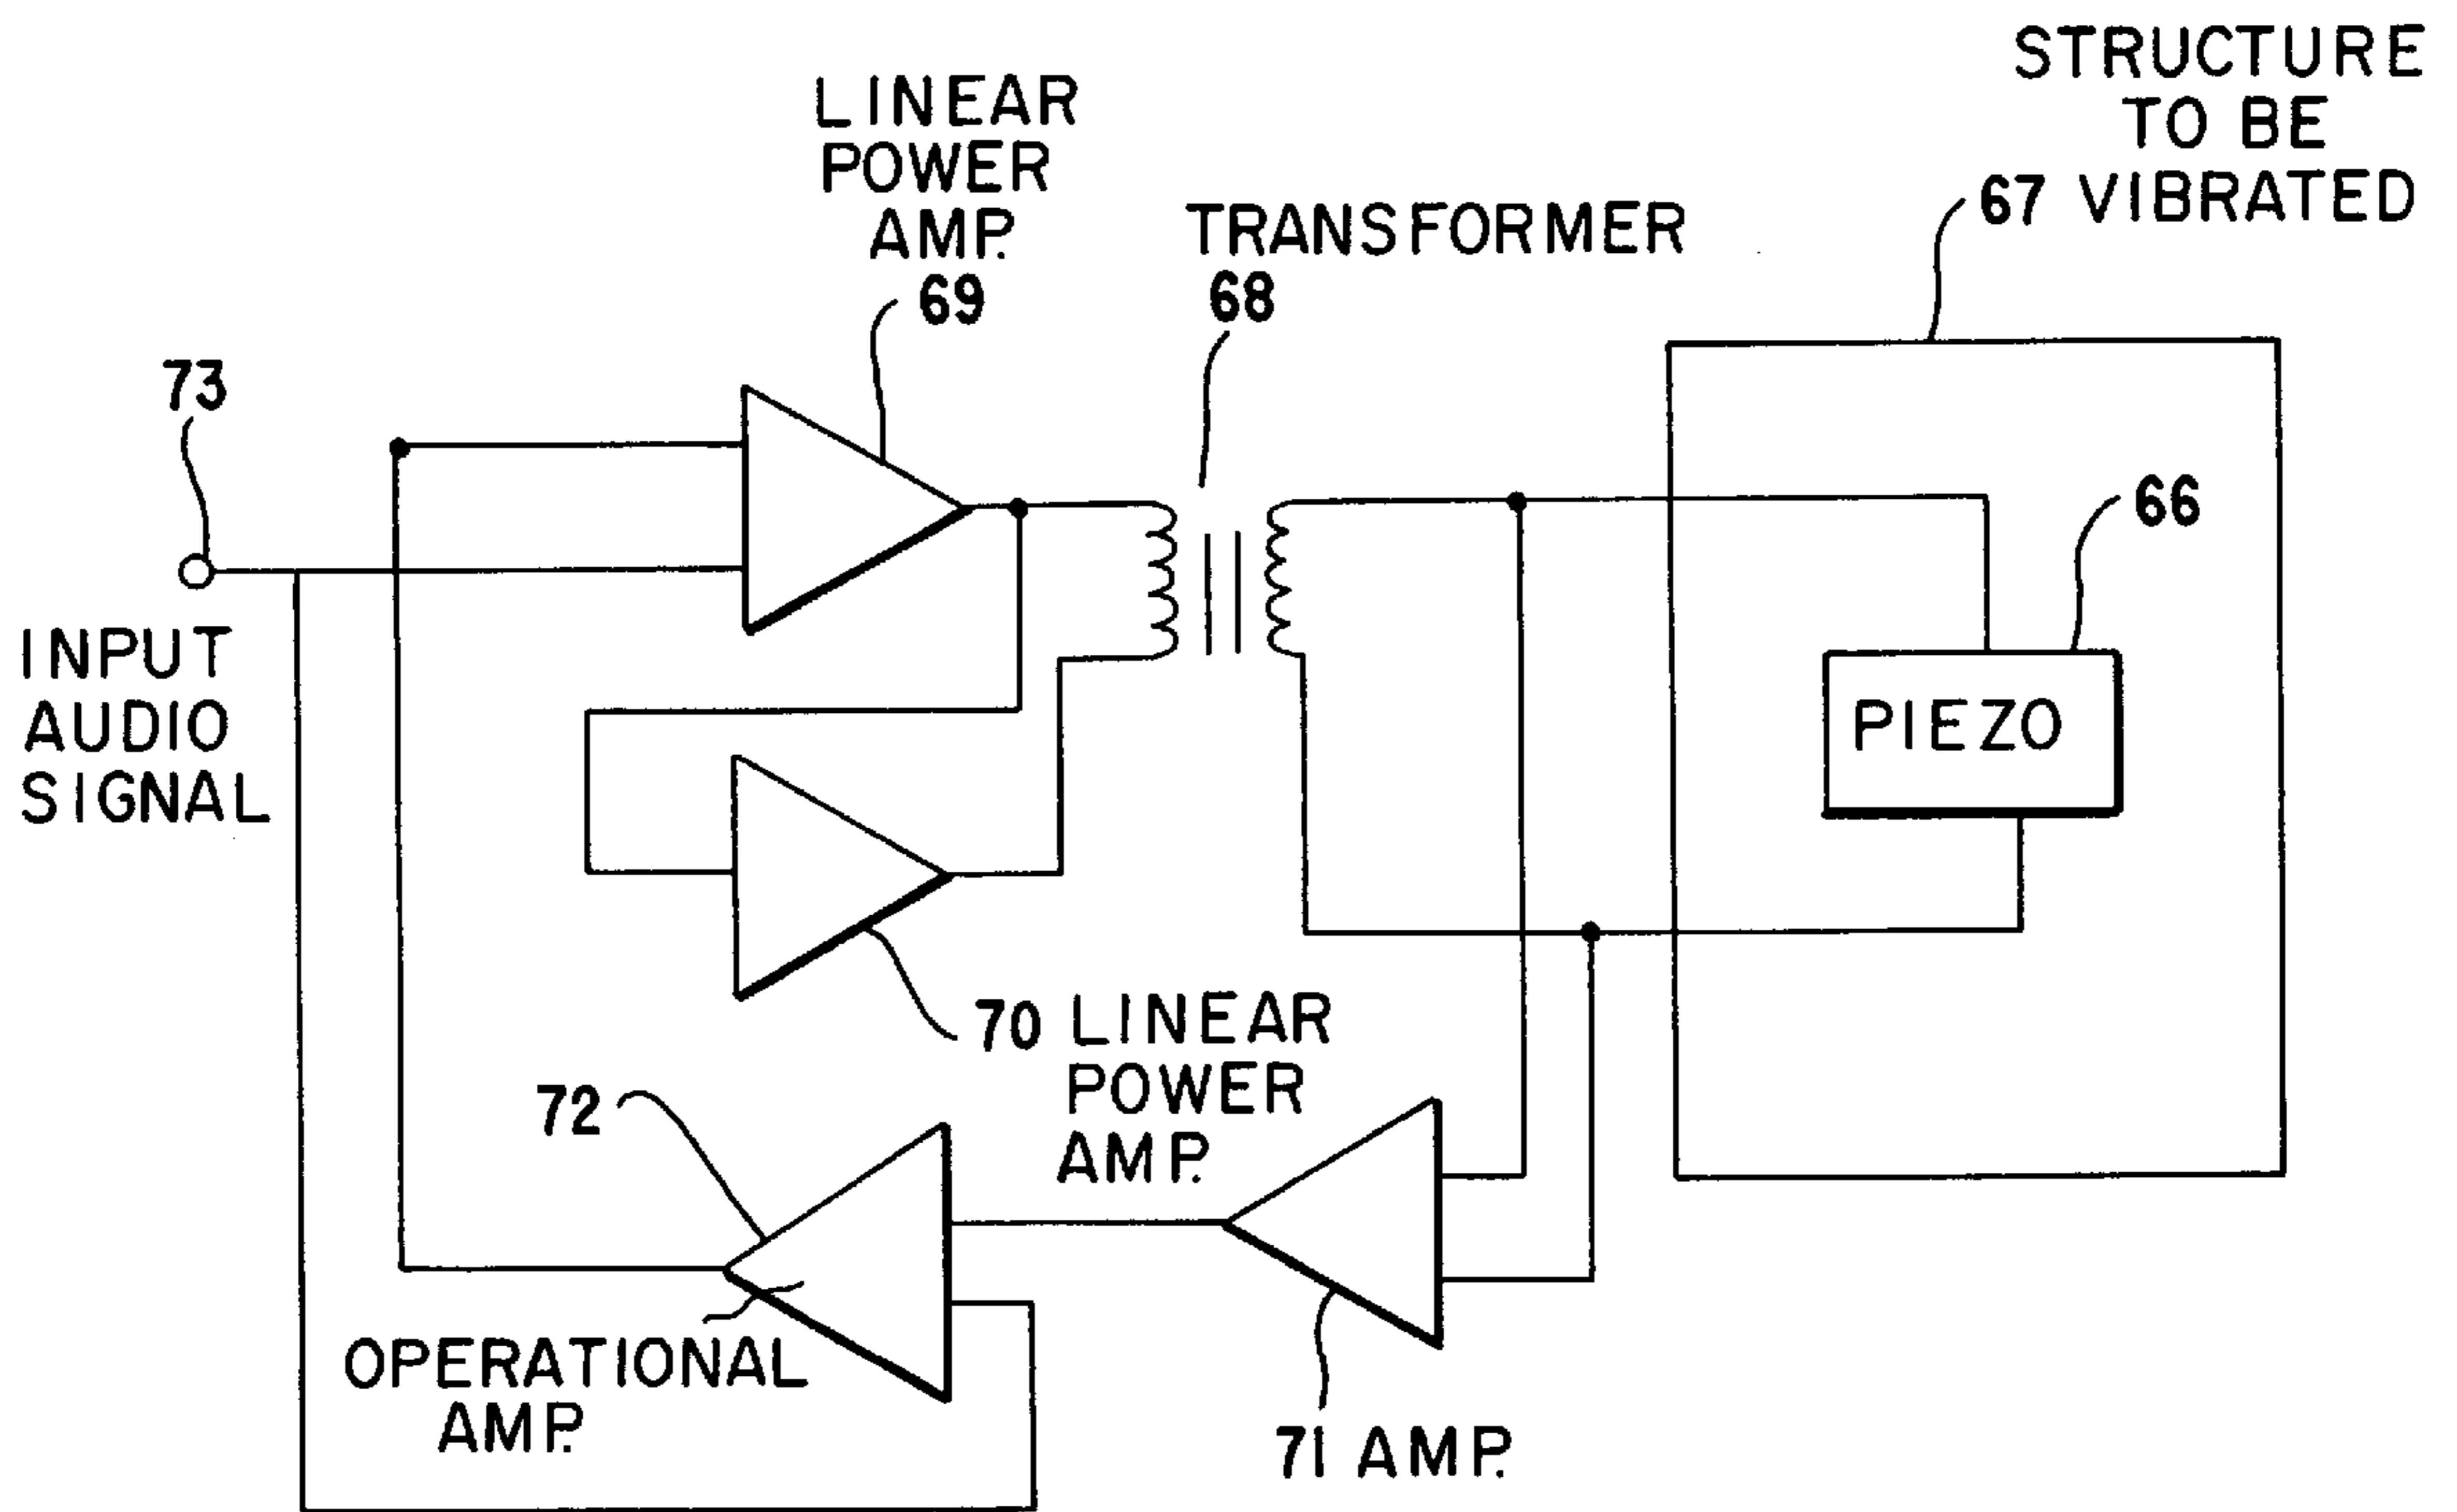 STRUCTURE
TO BE
67 VIBRATED
LINEAR
POWER
AMP.
69
TRANSFORMER
68
73
66
INPUT
AUDIO
SIGNAL
PIEZO
70 LINEAR
POWER
AMP.
72
OPERATIONAL
AMP.
71 AMP.